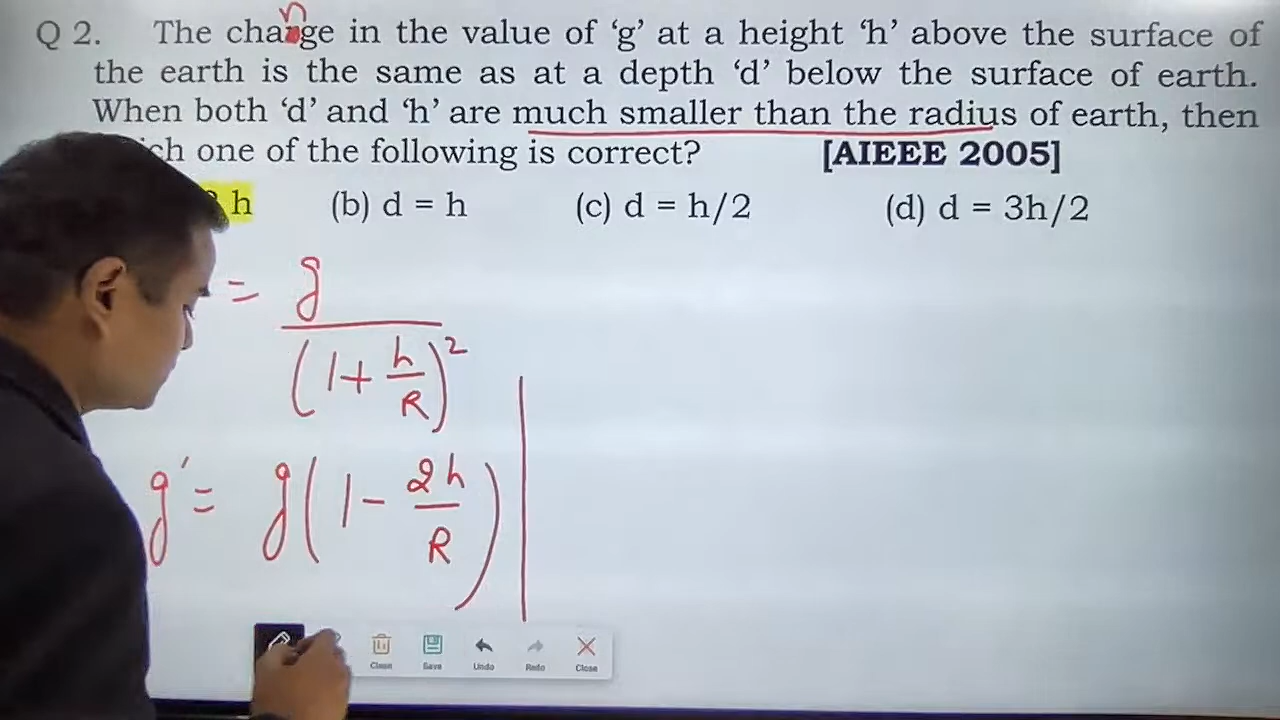 Q 2. The change in the value of ‘g’ at a height ‘h’ above the surface of
the earth is the same as at a depth ‘d’ below the surface of earth.
When both ‘d’ and ‘h’ are much smaller than the radius of earth, then
ch one of the following is correct? [AIEEE 2005]
h (b) d = h (c) d = h/2 (d) d = 3h/2
= g / (1 + h/R)²
g' = g(1 - 2h/R)
Clean Save Undo Redo Close